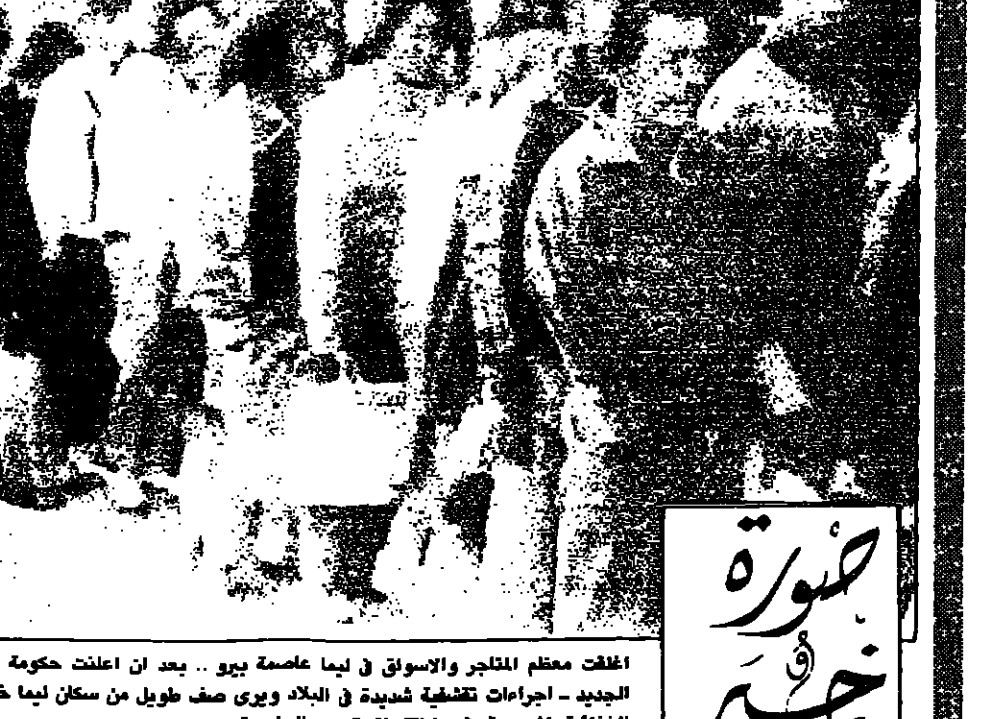 صورة
و
خبر
اغلقت معظم المتاجر والاسواق في ليما عاصمة بيرو .. بعد ان اعلنت حكومة
الجديد ــ اجراءات تقشفية شديدة في البلاد ويرى صف طويل من سكان ليما